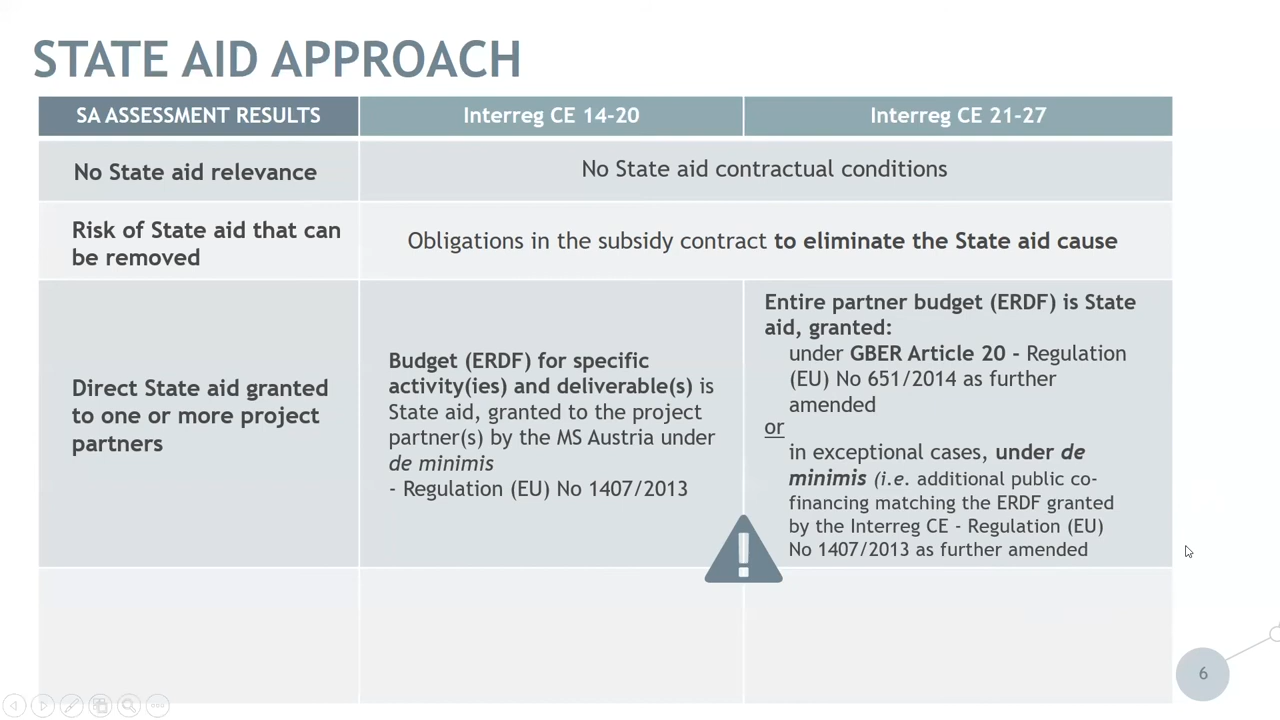 STATE AID APPROACH
SA ASSESSMENT RESULTS
Interreg CE 14-20
Interreg CE 21-27
No State aid relevance
No State aid contractual conditions
Risk of State aid that can
be removed
Obligations in the subsidy contract to eliminate the State aid cause
Direct State aid granted
to one or more project
partners
Budget (ERDF) for specific
activity(ies) and deliverable(s) is
State aid, granted to the project
partner(s) by the MS Austria under
de minimis
- Regulation (EU) No 1407/2013
Entire partner budget (ERDF) is State
aid, granted:
under GBER Article 20 - Regulation
(EU) No 651/2014 as further
amended
or
in exceptional cases, under de
minimis (i.e. additional public co-
financing matching the ERDF granted
by the Interreg CE - Regulation (EU)
No 1407/2013 as further amended
6